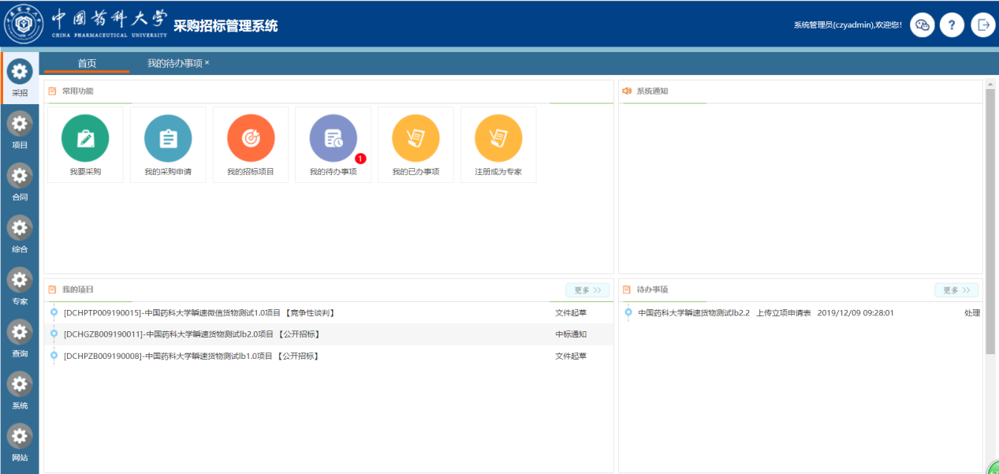 中国药科大学
CHINA PHARMACEUTICAL UNIVERSITY
采购招标管理系统
系统管理员(czyadmin),欢迎您!
?
首页
我的待办事项 ×
采招
项目
合同
综合
专家
查询
系统
网站
常用功能
我要采购
我的采购申请
我的招标项目
我的待办事项
1
我的已办事项
注册成为专家
系统通知
我的项目
更多 >>
[DCHPTP009190015]-中国药科大学瞬速微信货物测试1.0项目 【竞争性谈判】 文件起草
[DCHGZB009190011]-中国药科大学瞬速货物测试lb2.0项目 【公开招标】 中标通知
[DCHPZB009190008]-中国药科大学瞬速货物测试lb1.0项目 【公开招标】 文件起草
待办事项
更多 >>
中国药科大学瞬速货物测试lb2.2 上传立项申请表 2019/12/09 09:28:01 处理